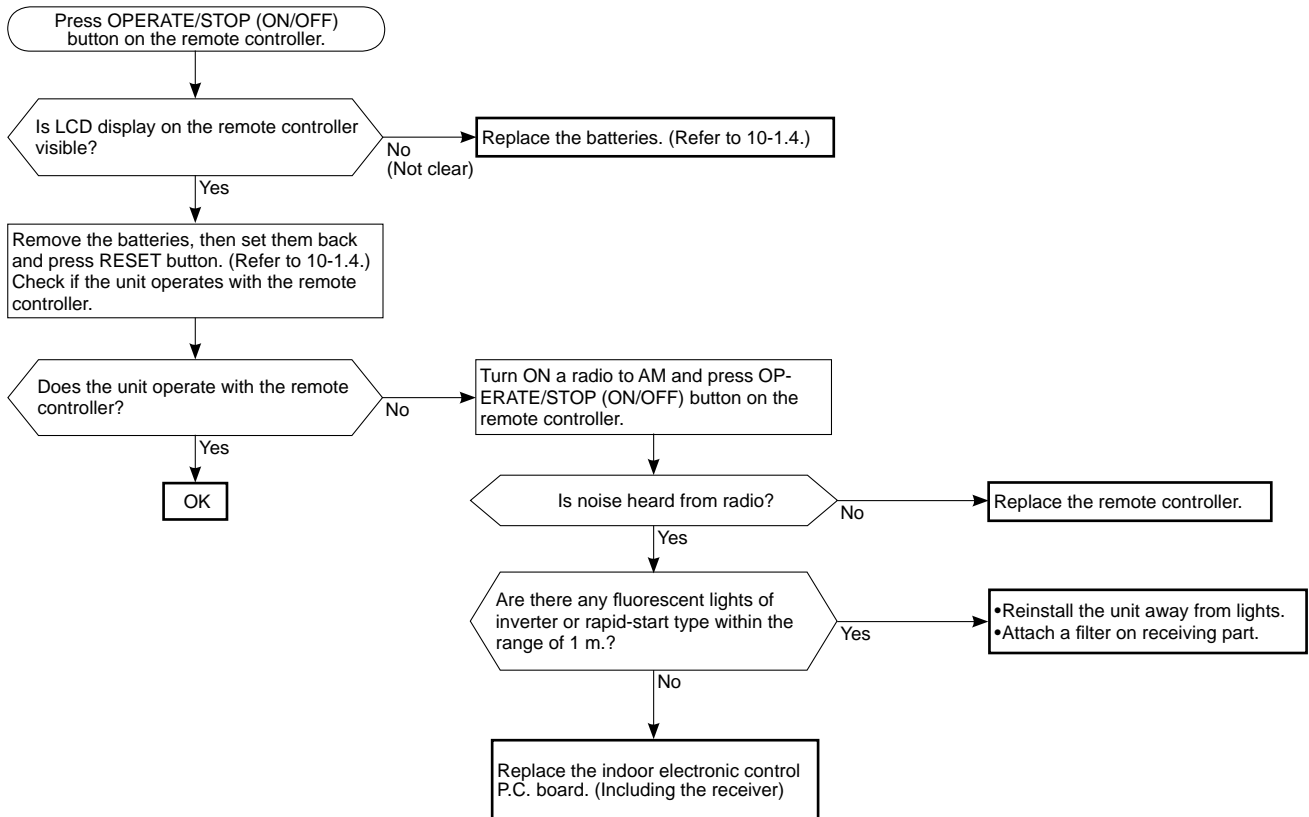 Press OPERATE/STOP (ON/OFF)
button on the remote controller.
Is LCD display on the remote controller
visible?
No
(Not clear)
Replace the batteries. (Refer to 10-1.4.)
Yes
Remove the batteries, then set them back
and press RESET button. (Refer to 10-1.4.)
Check if the unit operates with the remote
controller.
Does the unit operate with the remote
controller?
No
Turn ON a radio to AM and press OP-
ERATE/STOP (ON/OFF) button on the
remote controller.
Yes
OK
Is noise heard from radio?
No
Replace the remote controller.
Yes
Are there any fluorescent lights of
inverter or rapid-start type within the
range of 1 m.?
Yes
•Reinstall the unit away from lights.
•Attach a filter on receiving part.
No
Replace the indoor electronic control
P.C. board. (Including the receiver)